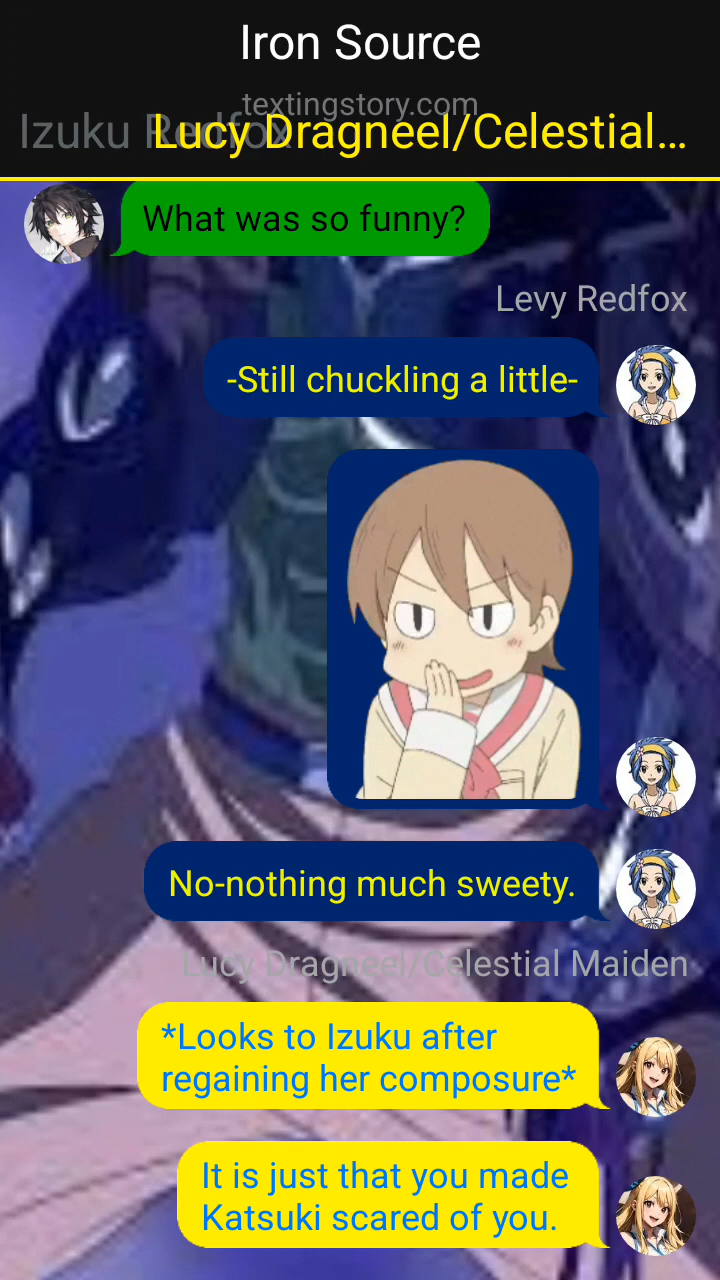 Iron Source
textingstory.com
Izuku Redfox
Lucy Dragneel/Celestial...
What was so funny?
Levy Redfox
-Still chuckling a little-
No-nothing much sweety.
Lucy Dragneel/Celestial Maiden
*Looks to Izuku after
regaining her composure*
It is just that you made
Katsuki scared of you.